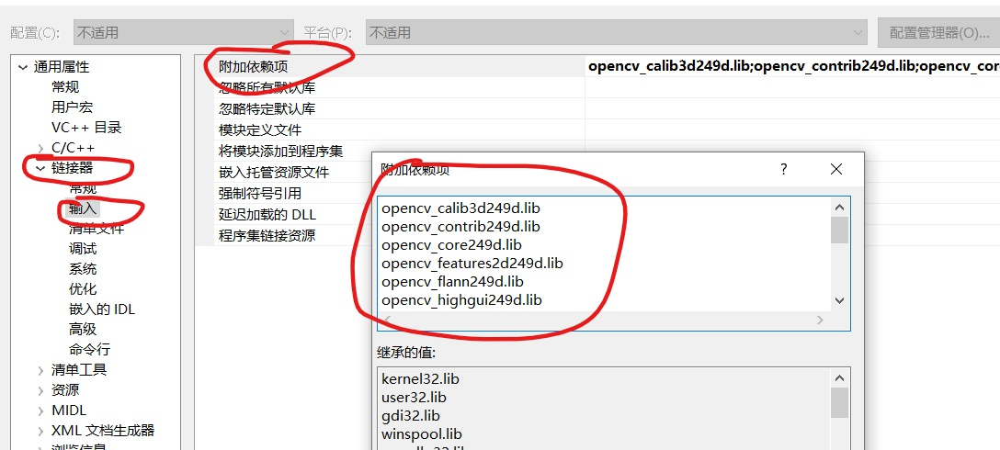 配置(C): 不适用 平台(P): 不适用 配置管理器(O)...
通用属性
常规
用户宏
VC++ 目录
C/C++
链接器
常规
输入
清单文件
调试
系统
优化
嵌入的 IDL
高级
命令行
清单工具
资源
MIDL
XML 文档生成器
浏览信息
附加依赖项 opencv_calib3d249d.lib;opencv_contrib249d.lib;opencv_cor
忽略所有默认库
忽略特定默认库
模块定义文件
将模块添加到程序集
嵌入托管资源文件
强制符号引用
延迟加载的 DLL
程序集链接资源
附加依赖项 ?
opencv_calib3d249d.lib
opencv_contrib249d.lib
opencv_core249d.lib
opencv_features2d249d.lib
opencv_flann249d.lib
opencv_highgui249d.lib
继承的值:
kernel32.lib
user32.lib
gdi32.lib
winspool.lib